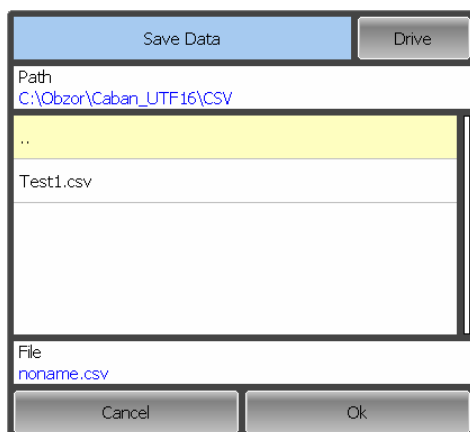 Save Data Drive
Path
C:\Obzor\Caban_UTF16\CSV
..
Test1.csv
File
noname.csv
Cancel Ok